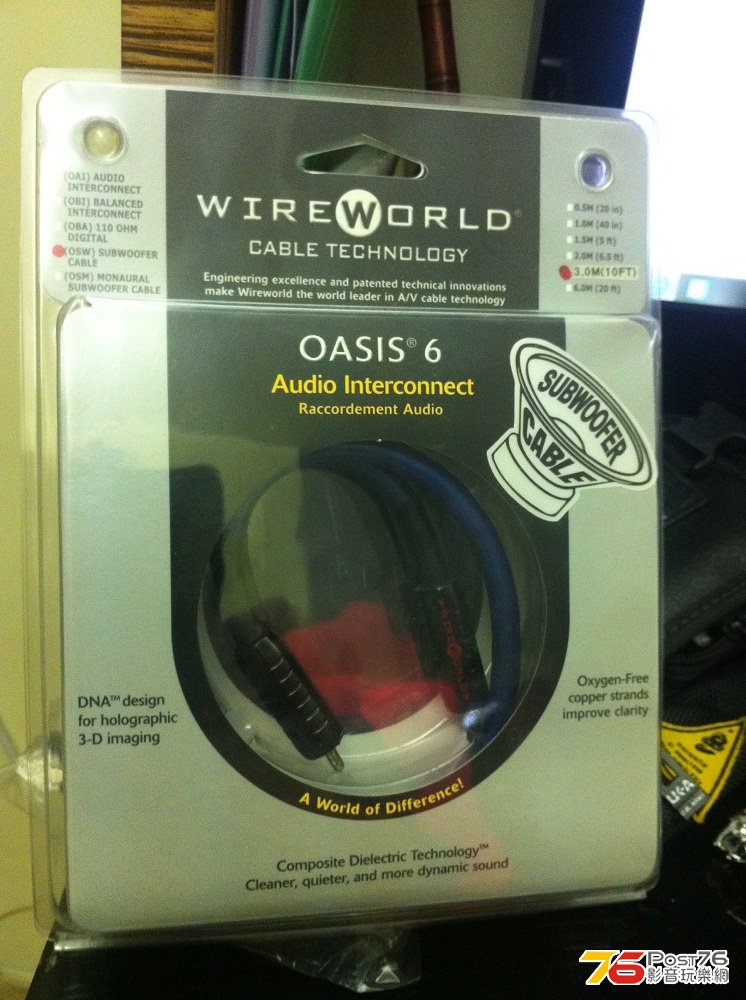 (OAI) AUDIO
INTERCONNECT
(OBI) BALANCED
INTERCONNECT
(OBA) 110 OHM
DIGITAL
(OSW) SUBWOOFER
CABLE
(OSM) MONAURAL
SUBWOOFER CABLE
WIREWORLD®
CABLE TECHNOLOGY
Engineering excellence and patented technical innovations
make Wireworld the world leader in A/V cable technology
0.5M (20 in)
1.0M (40 in)
1.5M (5 ft)
2.0M (6.5 ft)
3.0M(10FT)
6.0M (20 ft)
OASIS® 6
Audio Interconnect
Raccordement Audio
SUBWOOFER
CABLE
WIREWORLD
DNA™ design
for holographic
3-D imaging
Oxygen-Free
copper strands
improve clarity
A World of Difference!
Composite Dielectric Technology™
Cleaner, quieter, and more dynamic sound
76 POST76
影音玩樂網